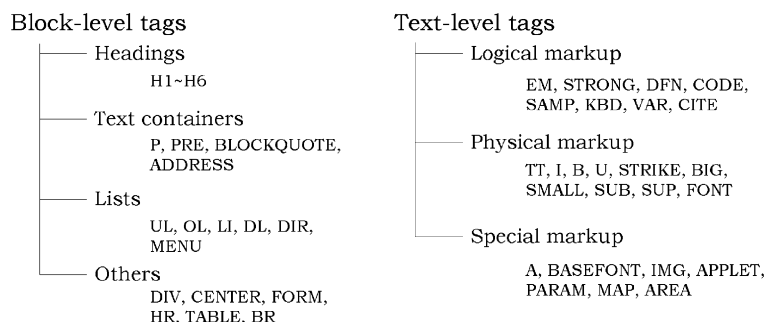 Block-level tags
Headings
H1~H6
Text containers
P, PRE, BLOCKQUOTE,
ADDRESS
Lists
UL, OL, LI, DL, DIR,
MENU
Others
DIV, CENTER, FORM,
HR, TABLE, BR
Text-level tags
Logical markup
EM, STRONG, DFN, CODE,
SAMP, KBD, VAR, CITE
Physical markup
TT, I, B, U, STRIKE, BIG,
SMALL, SUB, SUP, FONT
Special markup
A, BASEFONT, IMG, APPLET,
PARAM, MAP, AREA